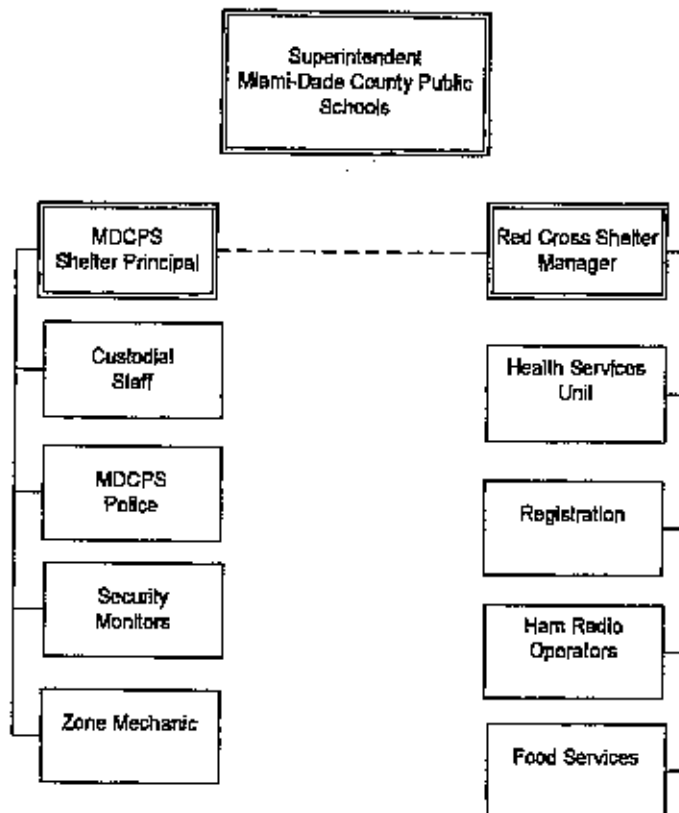 Superintendent
Miami-Dade County Public
Schools
MDCPS
Shelter Principal
Red Cross Shelter
Manager
Custodial
Staff
Health Services
Unit
MDCPS
Police
Registration
Security
Monitors
Ham Radio
Operators
Zone Mechanic
Food Services